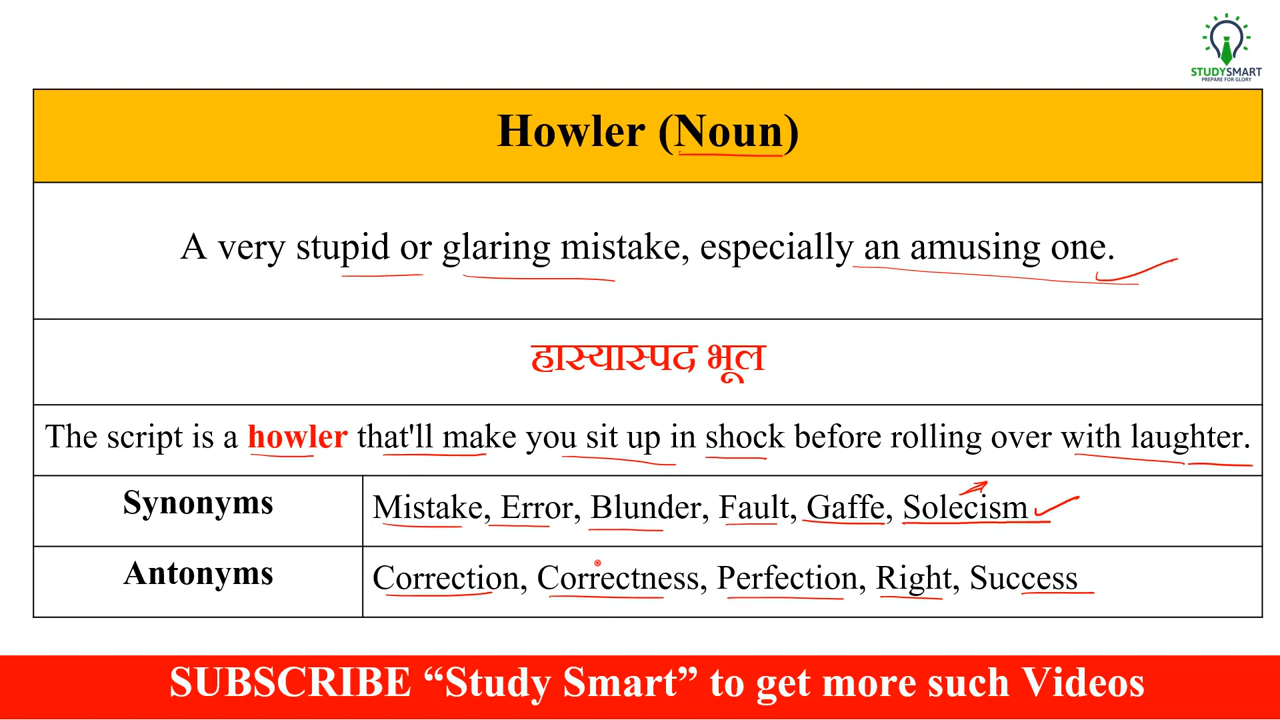 STUDYSMART
PREPARE FOR GLORY
Howler (Noun)
A very stupid or glaring mistake, especially an amusing one.
हास्यास्पद भूल
The script is a howler that'll make you sit up in shock before rolling over with laughter.
Synonyms Mistake, Error, Blunder, Fault, Gaffe, Solecism
Antonyms Correction, Correctness, Perfection, Right, Success
SUBSCRIBE “Study Smart” to get more such Videos